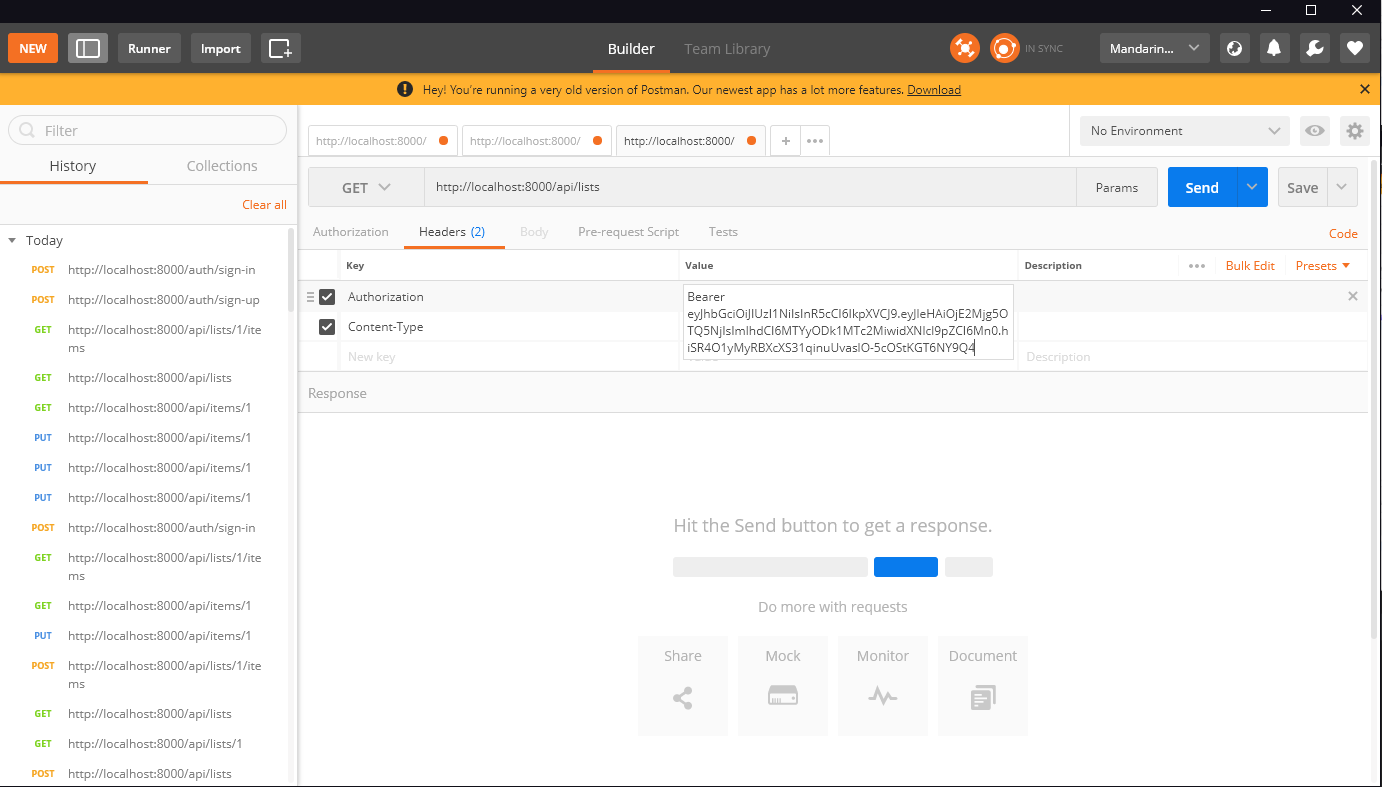 NEW Runner Import Builder Team Library IN SYNC Mandarin...
Hey! You're running a very old version of Postman. Our newest app has a lot more features. Download
Filter
History Collections
Clear all
Today
POST http://localhost:8000/auth/sign-in
POST http://localhost:8000/auth/sign-up
GET http://localhost:8000/api/lists/1/ite
ms
GET http://localhost:8000/api/lists
GET http://localhost:8000/api/items/1
PUT http://localhost:8000/api/items/1
PUT http://localhost:8000/api/items/1
PUT http://localhost:8000/api/items/1
POST http://localhost:8000/auth/sign-in
GET http://localhost:8000/api/lists/1/ite
ms
GET http://localhost:8000/api/items/1
PUT http://localhost:8000/api/items/1
POST http://localhost:8000/api/lists/1/ite
ms
GET http://localhost:8000/api/lists
GET http://localhost:8000/api/lists/1
POST http://localhost:8000/api/lists
http://localhost:8000/ http://localhost:8000/ http://localhost:8000/
No Environment
GET http://localhost:8000/api/lists Params Send Save
Authorization Headers (2) Body Pre-request Script Tests Code
Key Value Description Bulk Edit Presets
Authorization
Bearer
Content-Type
New key Description
Response
Hit the Send button to get a response.
Do more with requests
Share Mock Monitor Document